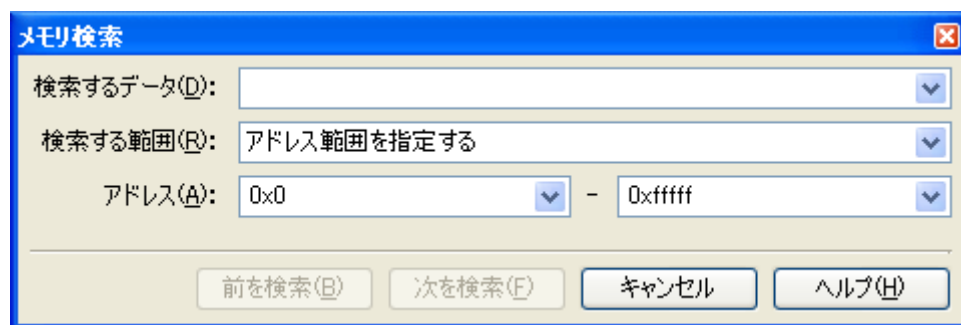 メモリ検索
検索するデータ(D):
検索する範囲(R): アドレス範囲を指定する
アドレス(A): 0x0 - 0xfffff
前を検索(B) 次を検索(F) キャンセル ヘルプ(H)